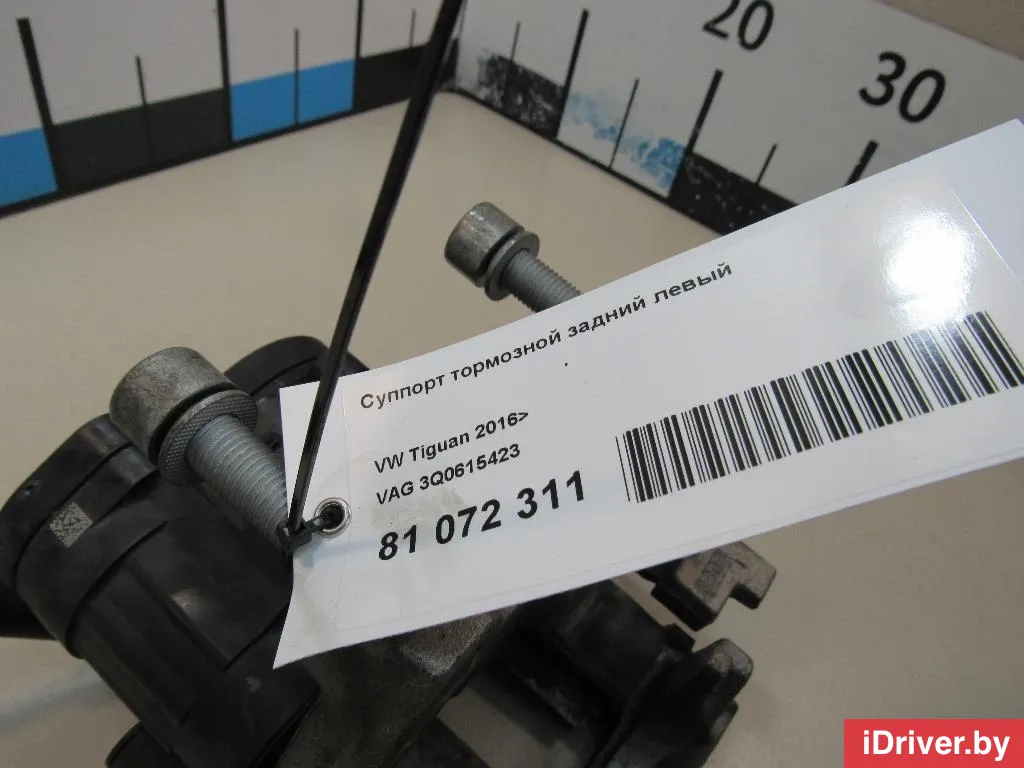 20
30
Суппорт тормозной задний левый
VW Tiguan 2016>
VAG 3Q0615423
81 072 311
iDriver.by